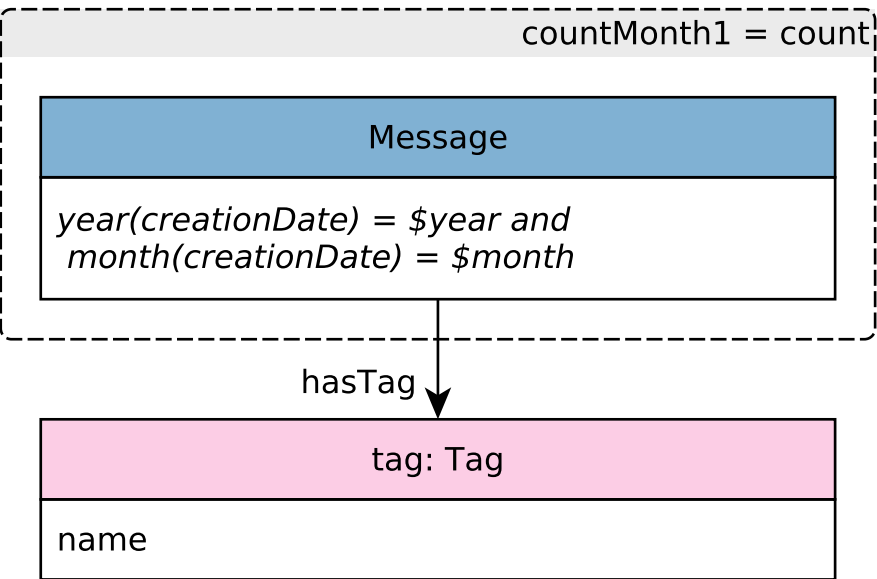 countMonth1 = count
Message
year(creationDate) = $year and
month(creationDate) = $month
hasTag
tag: Tag
name